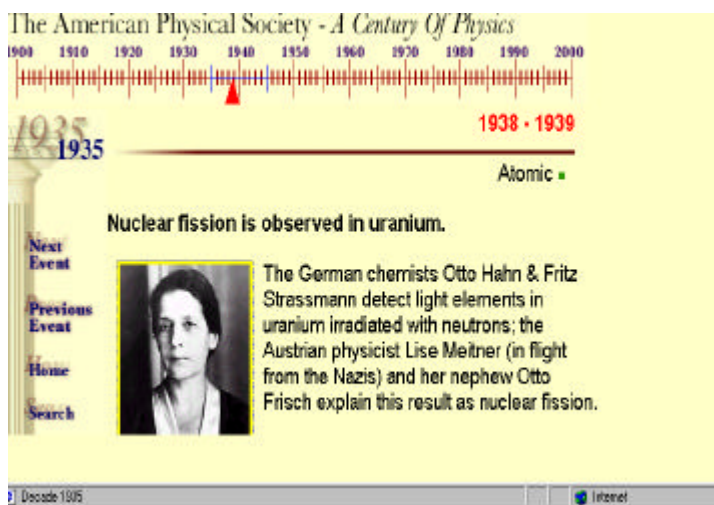 The American Physical Society - A Century Of Physics
1900 1910 1920 1930 1940 1950 1960 1970 1980 1990 2000
1938 - 1939
1935
1935
Atomic
Nuclear fission is observed in uranium.
Next
Event
Previous
Event
Home
Search
The German chemists Otto Hahn & Fritz
Strassmann detect light elements in
uranium irradiated with neutrons; the
Austrian physicist Lise Meitner (in flight
from the Nazis) and her nephew Otto
Frisch explain this result as nuclear fission.
Decade 1935
Internet